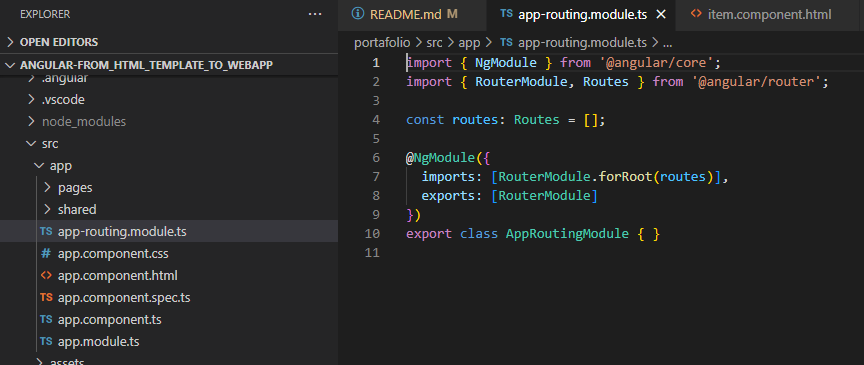 EXPLORER
OPEN EDITORS
ANGULAR-FROM_HTML_TEMPLATE_TO_WEBAPP
.angular
.vscode
node_modules
src
app
pages
shared
TS app-routing.module.ts
# app.component.css
<> app.component.html
TS app.component.spec.ts
TS app.component.ts
TS app.module.ts
assets
README.md M
TS app-routing.module.ts
<> item.component.html
portafolio > src > app > TS app-routing.module.ts > ...
1 import { NgModule } from '@angular/core';
2 import { RouterModule, Routes } from '@angular/router';
3
4 const routes: Routes = [];
5
6 @NgModule({
7 imports: [RouterModule.forRoot(routes)],
8 exports: [RouterModule]
9 })
10 export class AppRoutingModule { }
11